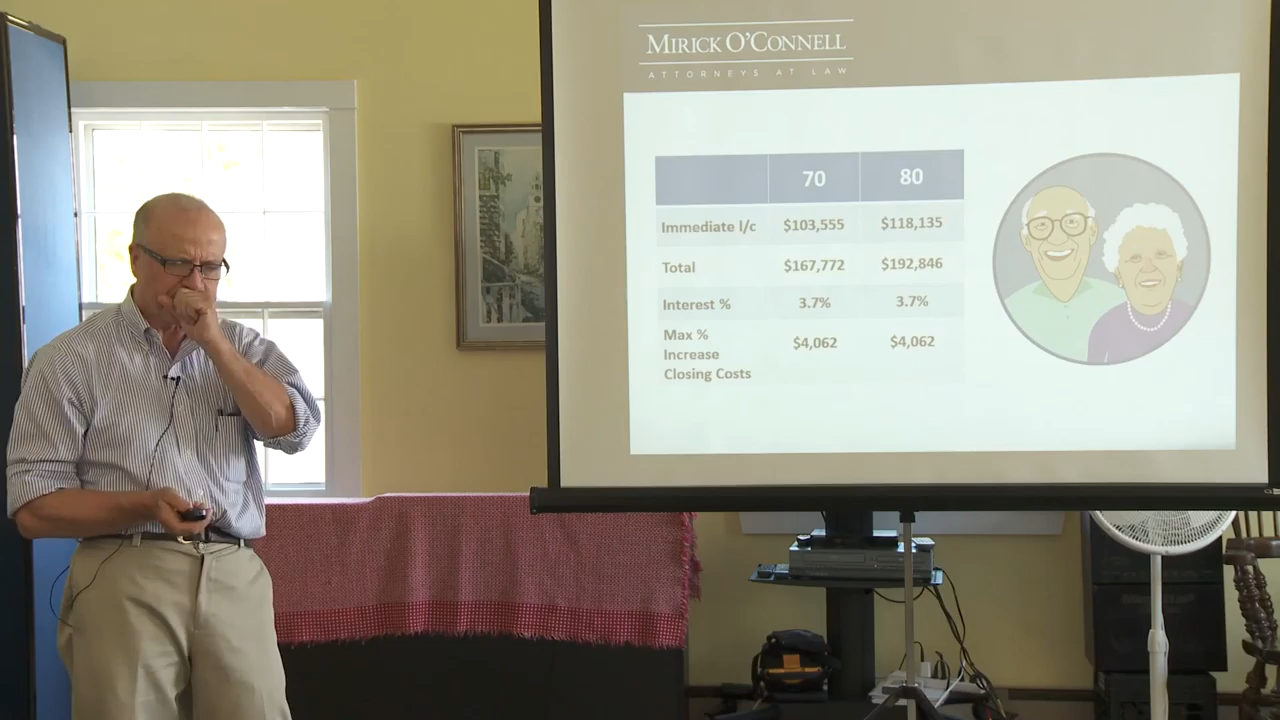 MIRICK O'CONNELL
ATTORNEYS AT LAW
70 80
Immediate l/c $103,555 $118,135
Total $167,772 $192,846
Interest % 3.7% 3.7%
Max % $4,062 $4,062
Increase
Closing Costs